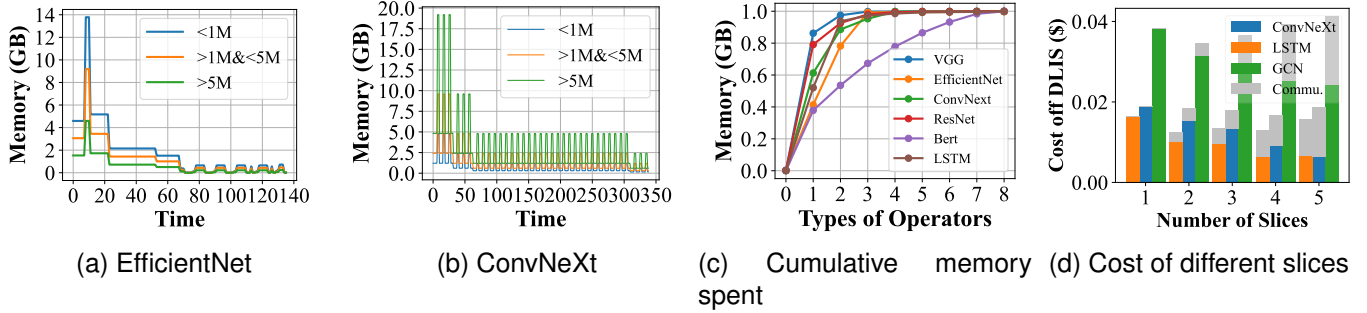 Memory (GB)
14
12
10
8
6
4
2
0
<1M
>1M&<5M
>5M
0 20 40 60 80 100120140
Time
(a) EfficientNet
Memory (GB)
20.0
17.5
15.0
12.5
10.0
7.5
5.0
2.5
0.0
<1M
>1M&<5M
>5M
0 50 100150200250300350
Time
(b) ConvNeXt
Memory (GB)
1.0
0.8
0.6
0.4
0.2
0.0
VGG
EfficientNet
ConvNext
ResNet
Bert
LSTM
0 1 2 3 4 5 6 7 8
Types of Operators
(c) Cumulative memory
spent
Cost off DLIS ($)
0.04
0.02
0.00
ConvNeXt
LSTM
GCN
Commu.
1 2 3 4 5
Number of Slices
(d) Cost of different slices